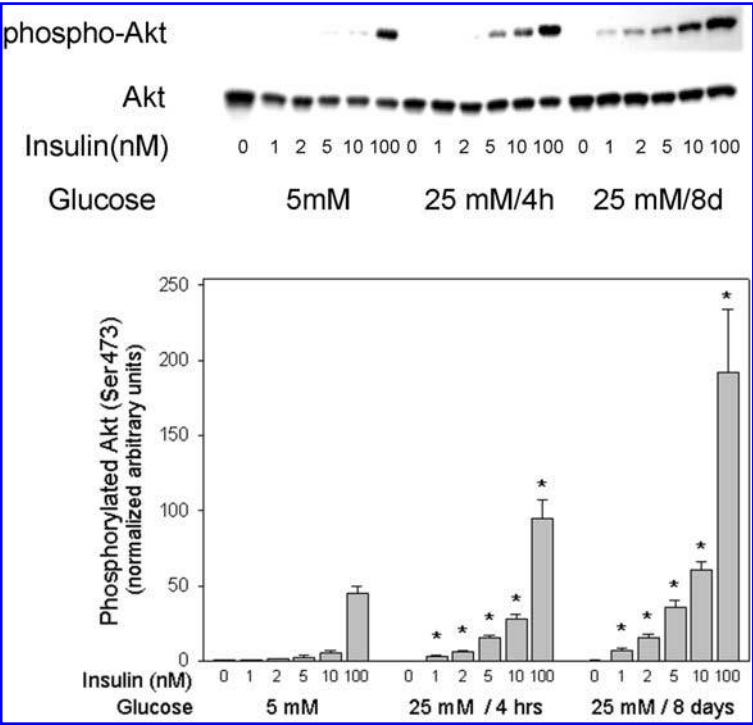 phospho-Akt
Akt
Insulin(nM) 0 1 2 5 10 100 0 1 2 5 10 100 0 1 2 5 10 100
Glucose 5mM 25 mM/4h 25 mM/8d
Phosphorylated Akt (Ser473)
(normalized arbitrary units)
250
200
150
100
50
0
* * * * * * * * * *
Insulin (nM) 0 1 2 5 10 100 0 1 2 5 10 100 0 1 2 5 10 100
Glucose 5 mM 25 mM / 4 hrs 25 mM / 8 days